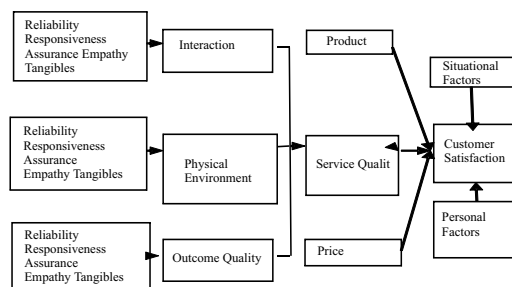 Reliability
Responsiveness
Assurance Empathy
Tangibles
Interaction
Product
Situational
Factors
Reliability
Responsiveness
Assurance
Empathy Tangibles
Physical
Environment
Service Qualit
Customer
Satisfaction
Reliability
Responsiveness
Assurance
Empathy Tangibles
Outcome Quality
Price
Personal
Factors